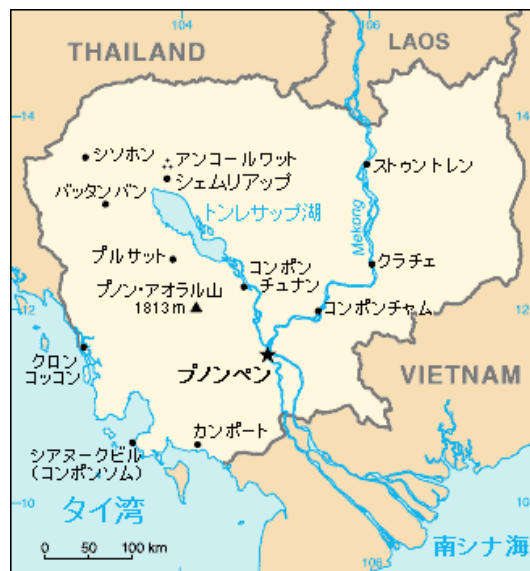 104
106
THAILAND
LAOS
14
14
シソホン
アンコールワット
シェムリアップ
ストゥントレン
バッタンバン
トンレサップ湖
Mekong
プルサット
コンポン
チュナン
クラチェ
プノン・アオラル山
1813m
12
12
コンポンチャム
クロン
コッコン
プノンペン
VIETNAM
カンポート
シアヌークビル
(コンポンソム)
10
10
タイ湾
南シナ海
0 50 100 km
106